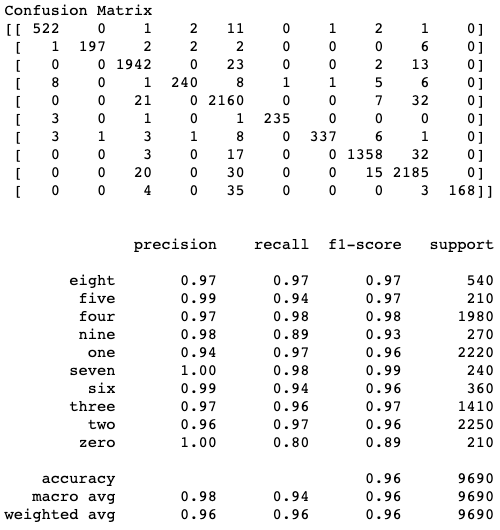 Confusion Matrix
[[ 522    0    1    2   11    0    1    2    1    0]
 [   1  197    2    2    2    0    0    0    6    0]
 [   0    0 1942    0   23    0    0    2   13    0]
 [   8    0    1  240    8    1    1    5    6    0]
 [   0    0   21    0 2160    0    0    7   32    0]
 [   3    0    1    0    1  235    0    0    0    0]
 [   3    1    3    1    8    0  337    6    1    0]
 [   0    0    3    0   17    0    0 1358   32    0]
 [   0    0   20    0   30    0    0   15 2185    0]
 [   0    0    4    0   35    0    0    0    3  168]]
precision    recall  f1-score   support
eight       0.97      0.97      0.97       540
five       0.99      0.94      0.97       210
four       0.97      0.98      0.98      1980
nine       0.98      0.89      0.93       270
one       0.94      0.97      0.96      2220
seven       1.00      0.98      0.99       240
six       0.99      0.94      0.96       360
three       0.97      0.96      0.97      1410
two       0.96      0.97      0.96      2250
zero       1.00      0.80      0.89       210
accuracy                           0.96      9690
macro avg       0.98      0.94      0.96      9690
weighted avg       0.96      0.96      0.96      9690